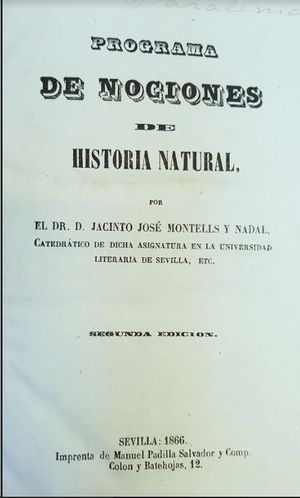 PROGRAMA
DE NOCIONES
DE
HISTORIA NATURAL,
POR
EL DR. D. JACINTO JOSÉ MONTELLS Y NADAL,
CATEDRÁTICO DE DICHA ASIGNATURA EN LA UNIVERSIDAD
LITERARIA DE SEVILLA, ETC.
SEGUNDA EDICION.
SEVILLA: 1866.
Imprenta de Manuel Padilla Salvador y Comp.
Colon y Batehojas, 12.